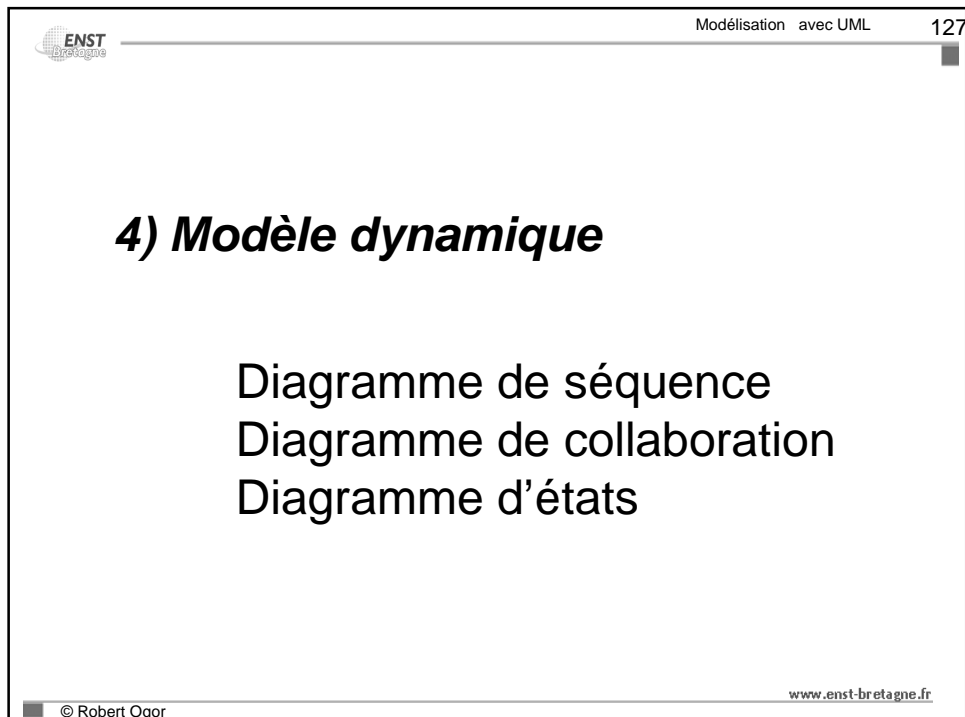 ENST
Bretagne
Modélisation avec UML
127
4) Modèle dynamique
Diagramme de séquence
Diagramme de collaboration
Diagramme d’états
www.enst-bretagne.fr
© Robert Ogor